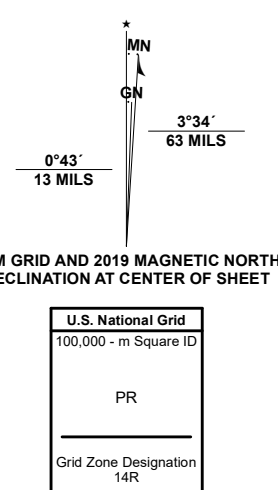 ★
MN
GN
3°34´
63 MILS
0°43´
13 MILS
M GRID AND 2019 MAGNETIC NORTH
ECLINATION AT CENTER OF SHEET
U.S. National Grid
100,000 - m Square ID
PR
Grid Zone Designation
14R